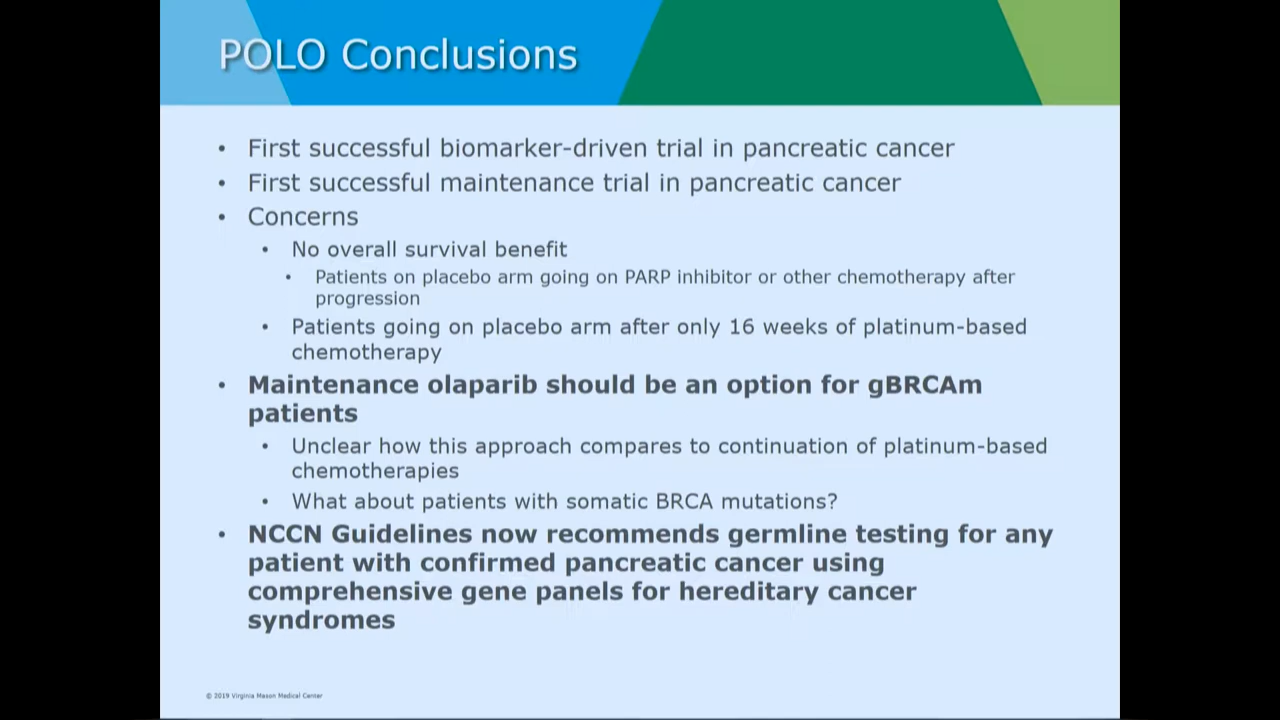 POLO Conclusions
• First successful biomarker-driven trial in pancreatic cancer
• First successful maintenance trial in pancreatic cancer
• Concerns
• No overall survival benefit
• Patients on placebo arm going on PARP inhibitor or other chemotherapy after
progression
• Patients going on placebo arm after only 16 weeks of platinum-based
chemotherapy
• Maintenance olaparib should be an option for gBRCAm
patients
• Unclear how this approach compares to continuation of platinum-based
chemotherapies
• What about patients with somatic BRCA mutations?
• NCCN Guidelines now recommends germline testing for any
patient with confirmed pancreatic cancer using
comprehensive gene panels for hereditary cancer
syndromes
© 2019 Virginia Mason Medical Center